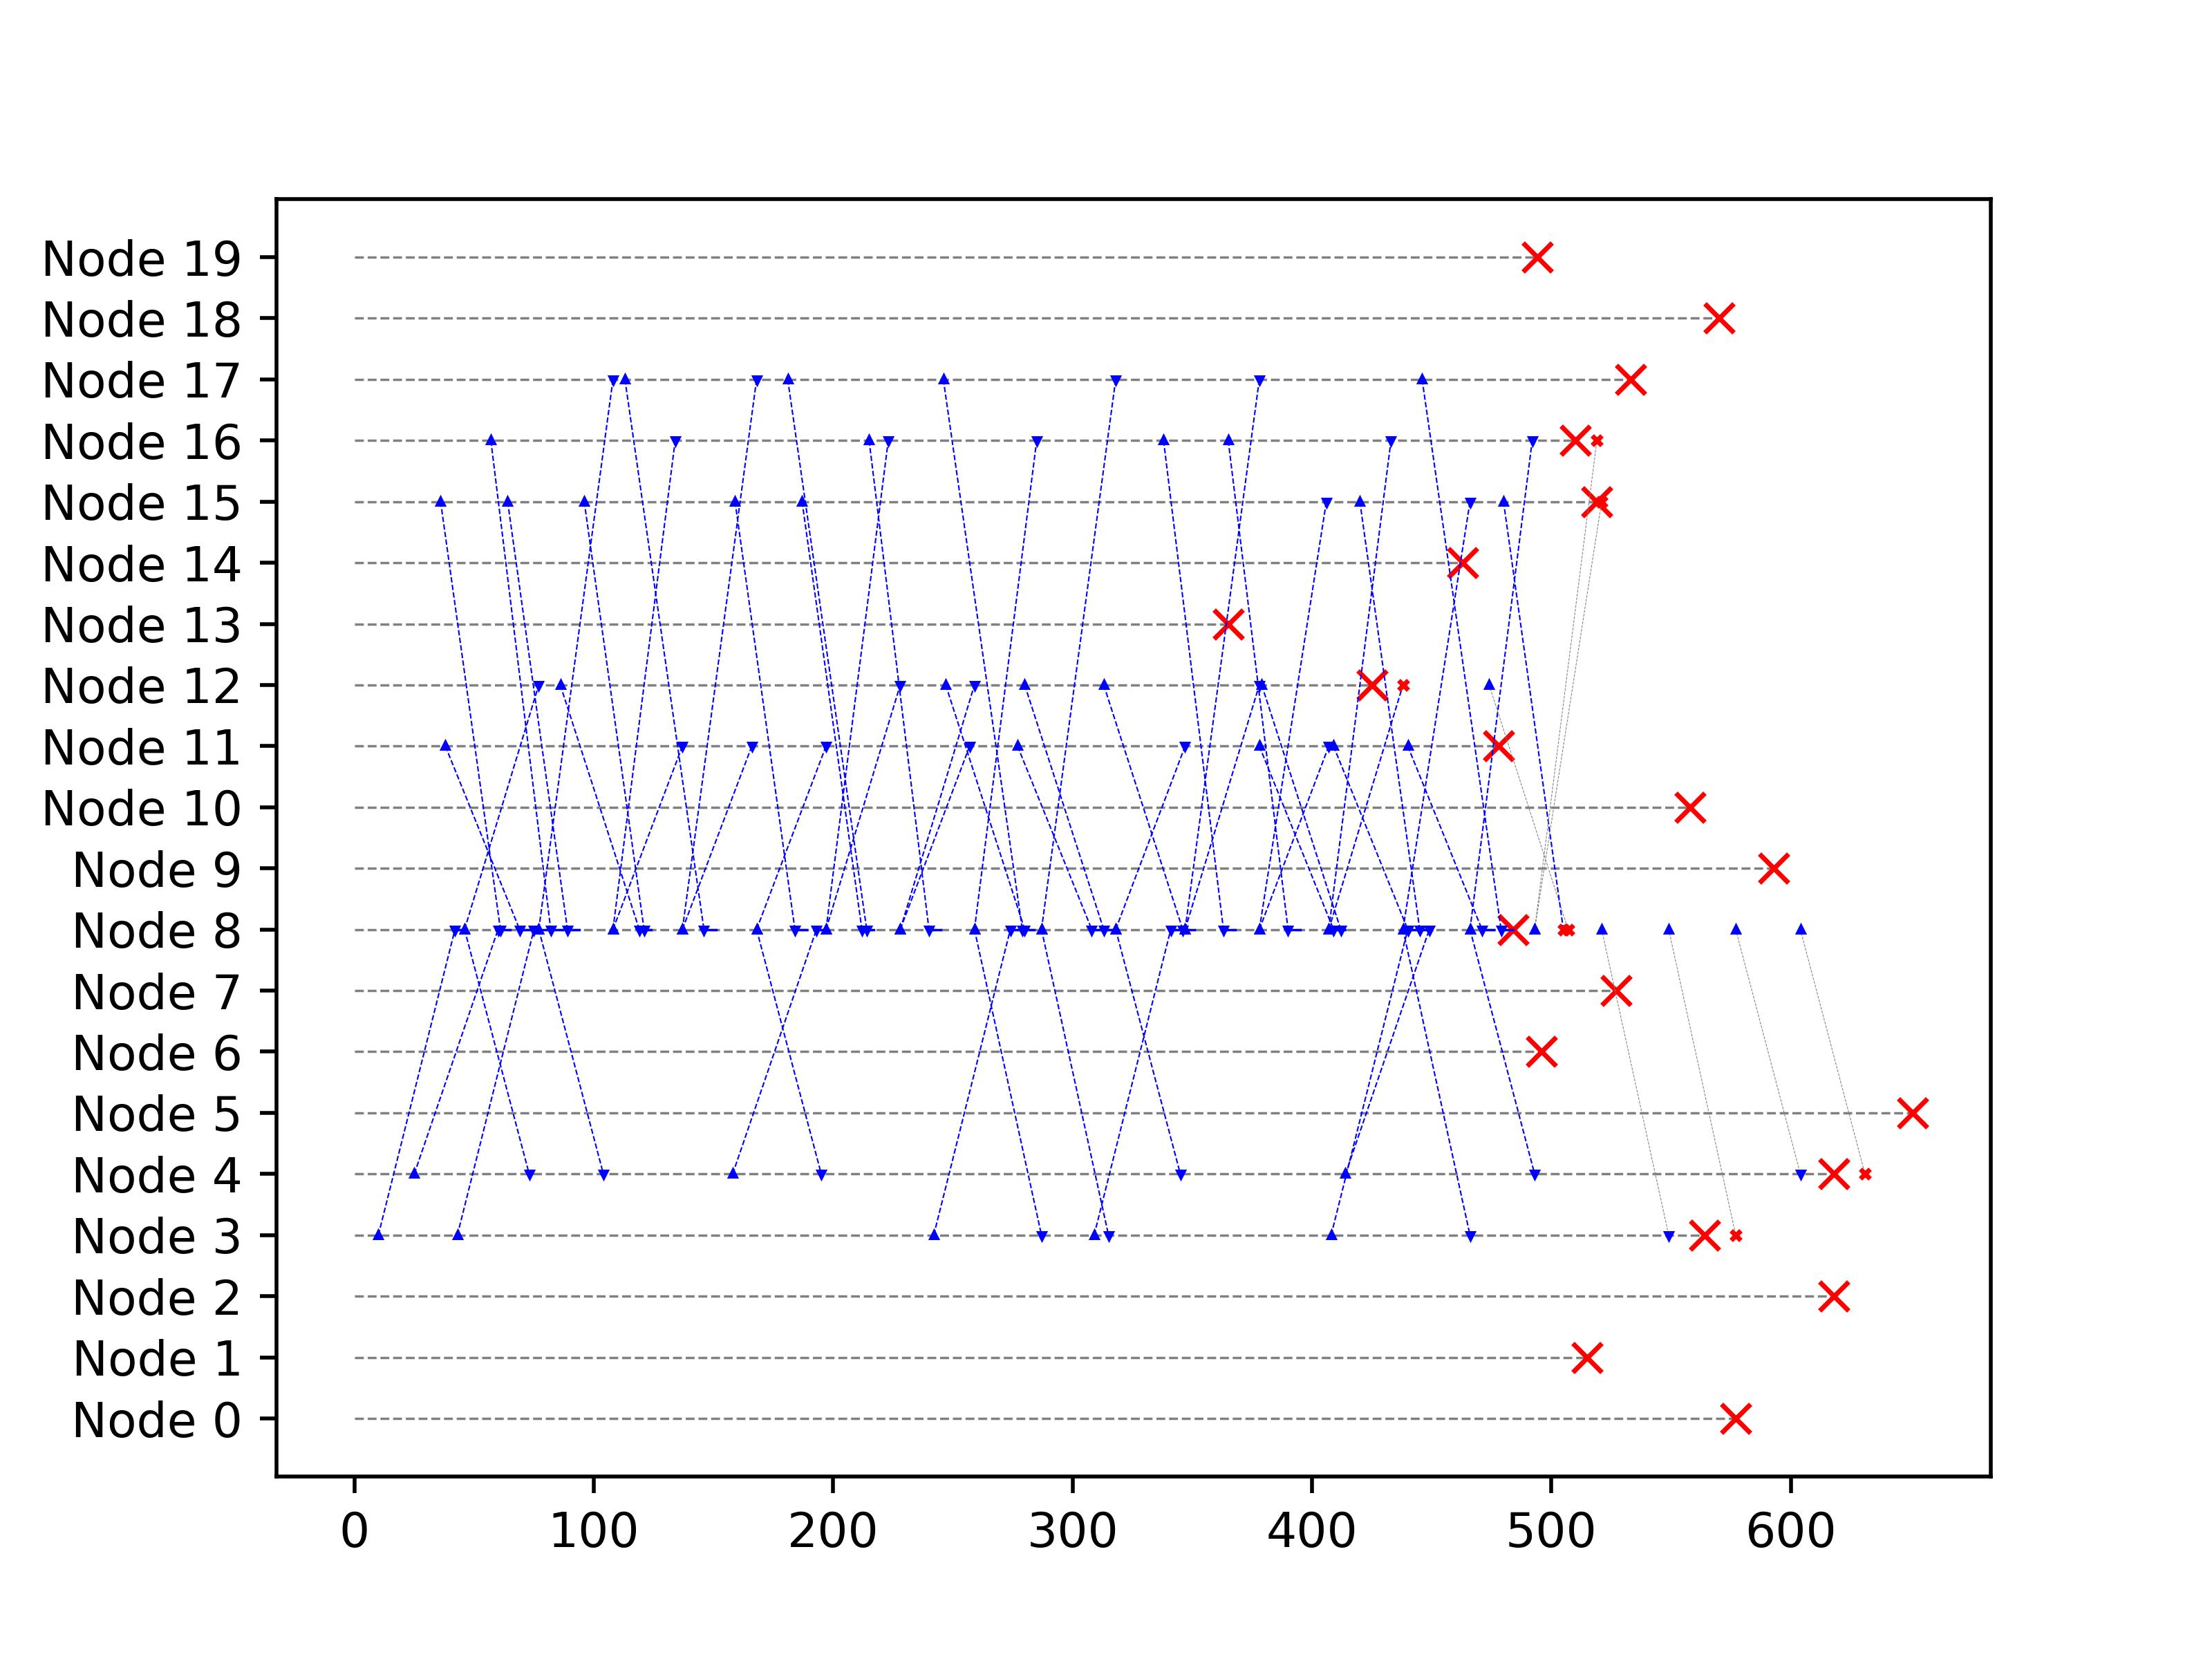 Node 19
Node 18
Node 17
Node 16
Node 15
Node 14
Node 13
Node 12
Node 11
Node 10
Node 9
Node 8
Node 7
Node 6
Node 5
Node 4
Node 3
Node 2
Node 1
Node 0
0 100 200 300 400 500 600